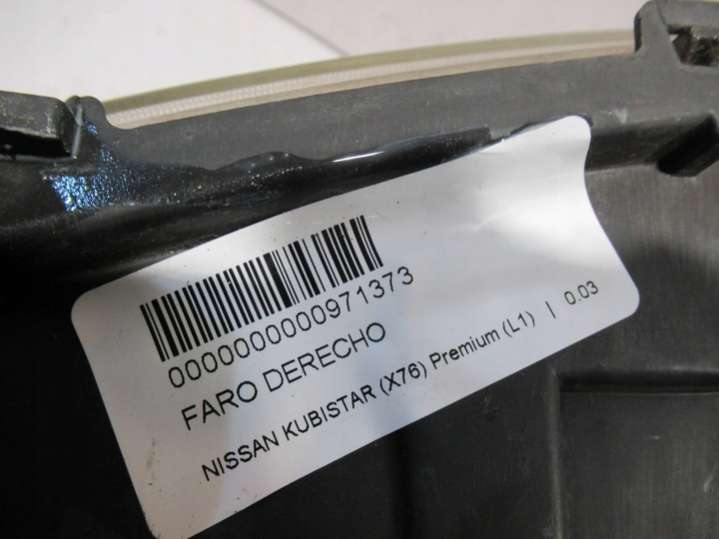 0000000000971373
FARO DERECHO
NISSAN KUBISTAR (X76) Premium (L1) | 0.03